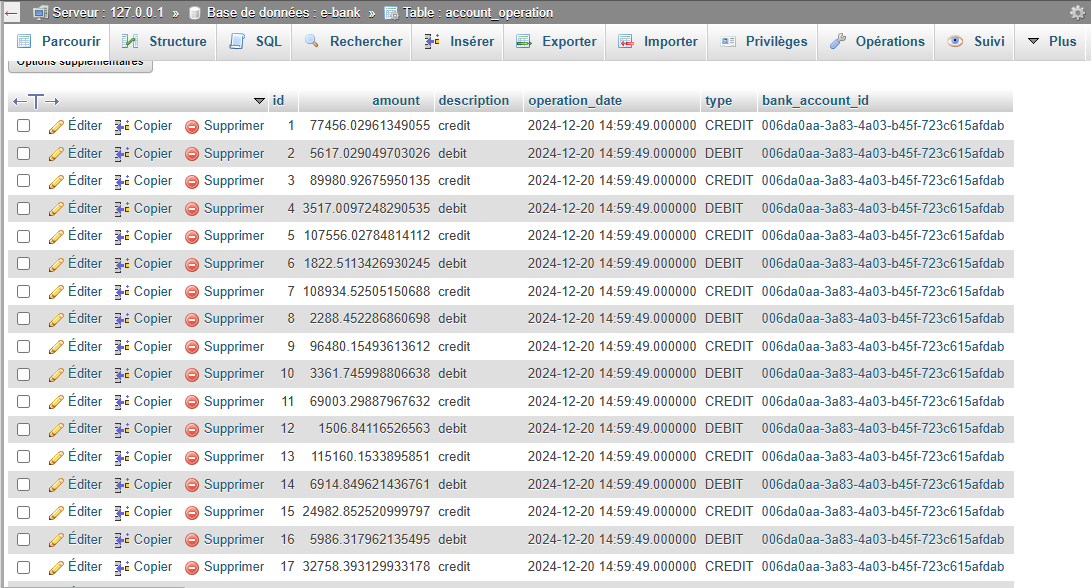 Serveur : 127.0.0.1 » Base de données : e-bank » Table : account_operation
Parcourir Structure SQL Rechercher Insérer Exporter Importer Privilèges Opérations Suivi Plus
Options supplémentaires
id amount description operation_date type bank_account_id
Éditer Copier Supprimer 1 77456.02961349055 credit 2024-12-20 14:59:49.000000 CREDIT 006da0aa-3a83-4a03-b45f-723c615afdab
Éditer Copier Supprimer 2 5617.029049703026 debit 2024-12-20 14:59:49.000000 DEBIT 006da0aa-3a83-4a03-b45f-723c615afdab
Éditer Copier Supprimer 3 89980.92675950135 credit 2024-12-20 14:59:49.000000 CREDIT 006da0aa-3a83-4a03-b45f-723c615afdab
Éditer Copier Supprimer 4 3517.0097248290535 debit 2024-12-20 14:59:49.000000 DEBIT 006da0aa-3a83-4a03-b45f-723c615afdab
Éditer Copier Supprimer 5 107556.02784814112 credit 2024-12-20 14:59:49.000000 CREDIT 006da0aa-3a83-4a03-b45f-723c615afdab
Éditer Copier Supprimer 6 1822.5113426930245 debit 2024-12-20 14:59:49.000000 DEBIT 006da0aa-3a83-4a03-b45f-723c615afdab
Éditer Copier Supprimer 7 108934.52505150688 credit 2024-12-20 14:59:49.000000 CREDIT 006da0aa-3a83-4a03-b45f-723c615afdab
Éditer Copier Supprimer 8 2288.452286860698 debit 2024-12-20 14:59:49.000000 DEBIT 006da0aa-3a83-4a03-b45f-723c615afdab
Éditer Copier Supprimer 9 96480.15493613612 credit 2024-12-20 14:59:49.000000 CREDIT 006da0aa-3a83-4a03-b45f-723c615afdab
Éditer Copier Supprimer 10 3361.745998806638 debit 2024-12-20 14:59:49.000000 DEBIT 006da0aa-3a83-4a03-b45f-723c615afdab
Éditer Copier Supprimer 11 69003.29887967632 credit 2024-12-20 14:59:49.000000 CREDIT 006da0aa-3a83-4a03-b45f-723c615afdab
Éditer Copier Supprimer 12 1506.84116526563 debit 2024-12-20 14:59:49.000000 DEBIT 006da0aa-3a83-4a03-b45f-723c615afdab
Éditer Copier Supprimer 13 115160.1533895851 credit 2024-12-20 14:59:49.000000 CREDIT 006da0aa-3a83-4a03-b45f-723c615afdab
Éditer Copier Supprimer 14 6914.849621436761 debit 2024-12-20 14:59:49.000000 DEBIT 006da0aa-3a83-4a03-b45f-723c615afdab
Éditer Copier Supprimer 15 24982.852520999797 credit 2024-12-20 14:59:49.000000 CREDIT 006da0aa-3a83-4a03-b45f-723c615afdab
Éditer Copier Supprimer 16 5986.317962135495 debit 2024-12-20 14:59:49.000000 DEBIT 006da0aa-3a83-4a03-b45f-723c615afdab
Éditer Copier Supprimer 17 32758.393129933178 credit 2024-12-20 14:59:49.000000 CREDIT 006da0aa-3a83-4a03-b45f-723c615afdab